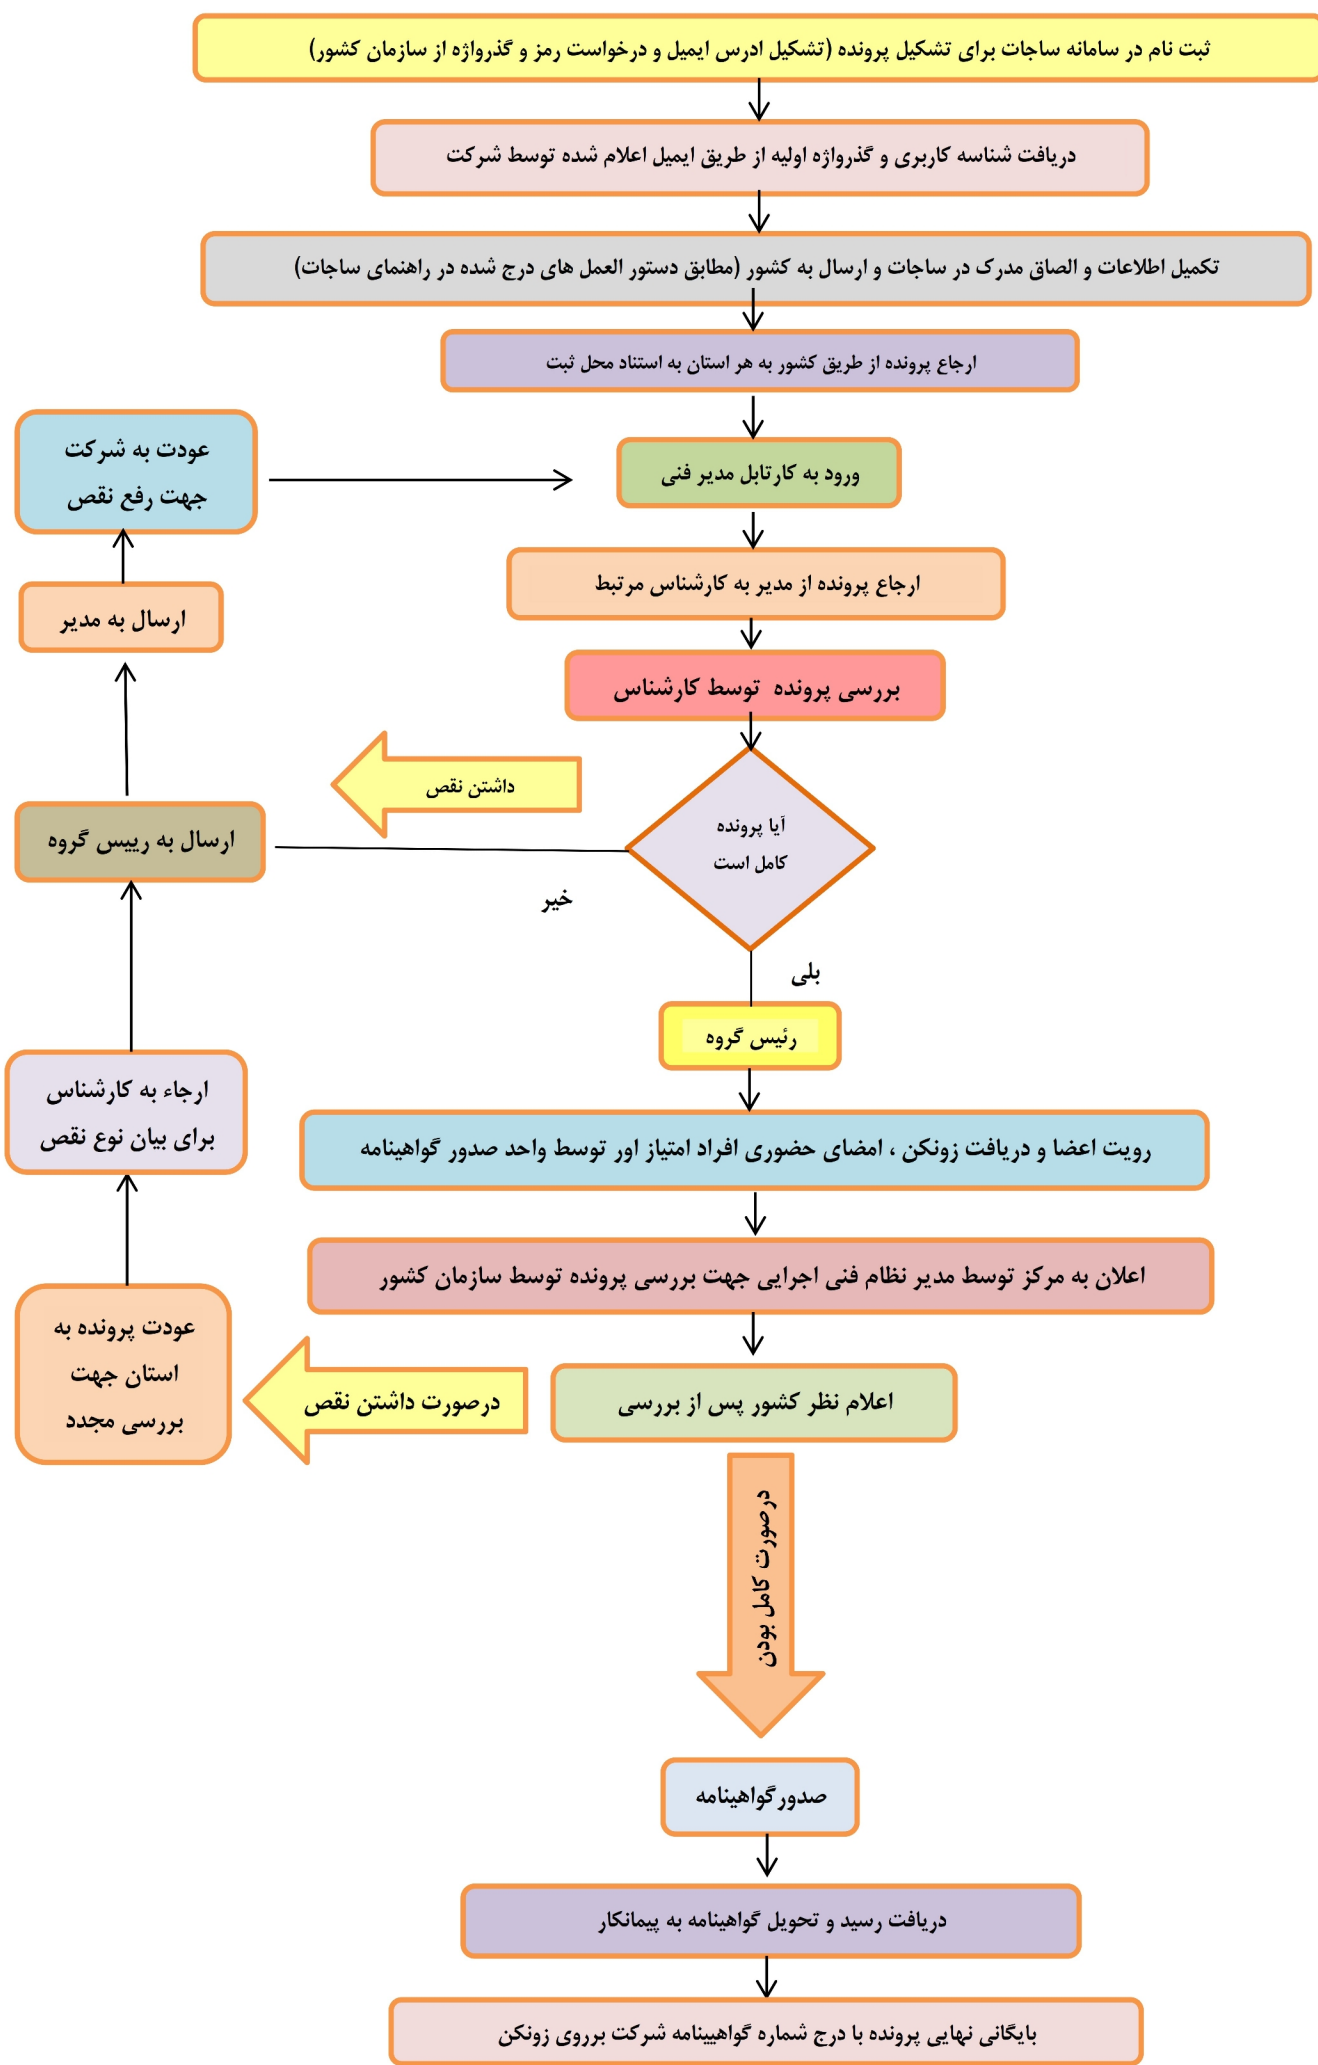 ثبت نام در سامانه ساجات برای تشکیل پرونده (تشکیل ادرس ایمیل و درخواست رمز و گذرواژه از سازمان کشور)
دریافت شناسه کاربری و گذرواژه اولیه از طریق ایمیل اعلام شده توسط شرکت
تکمیل اطلاعات و الصاق مدرک در ساجات و ارسال به کشور (مطابق دستور العمل های درج شده در راهنمای ساجات)
ارجاع پرونده از طریق کشور به هر استان به استناد محل ثبت
ورود به کارتابل مدیر فنی
عودت به شرکت
جهت رفع نقص
ارجاع پرونده از مدیر به کارشناس مرتبط
ارسال به مدیر
بررسی پرونده توسط کارشناس
داشتن نقص
آیا پرونده
کامل است
ارسال به رییس گروه
خیر
بلی
رئیس گروه
ارجاء به کارشناس
برای بیان نوع نقص
رویت اعضا و دریافت زونکن ، امضای حضوری افراد امتیاز اور توسط واحد صدور گواهینامه
اعلان به مرکز توسط مدیر نظام فنی اجرایی جهت بررسی پرونده توسط سازمان کشور
اعلام نظر کشور پس از بررسی
درصورت داشتن نقص
عودت پرونده به
استان جهت
بررسی مجدد
درصورت کامل بودن
صدور گواهینامه
دریافت رسید و تحویل گواهینامه به پیمانکار
بایگانی نهایی پرونده با درج شماره گواهیینامه شرکت برروی زونکن